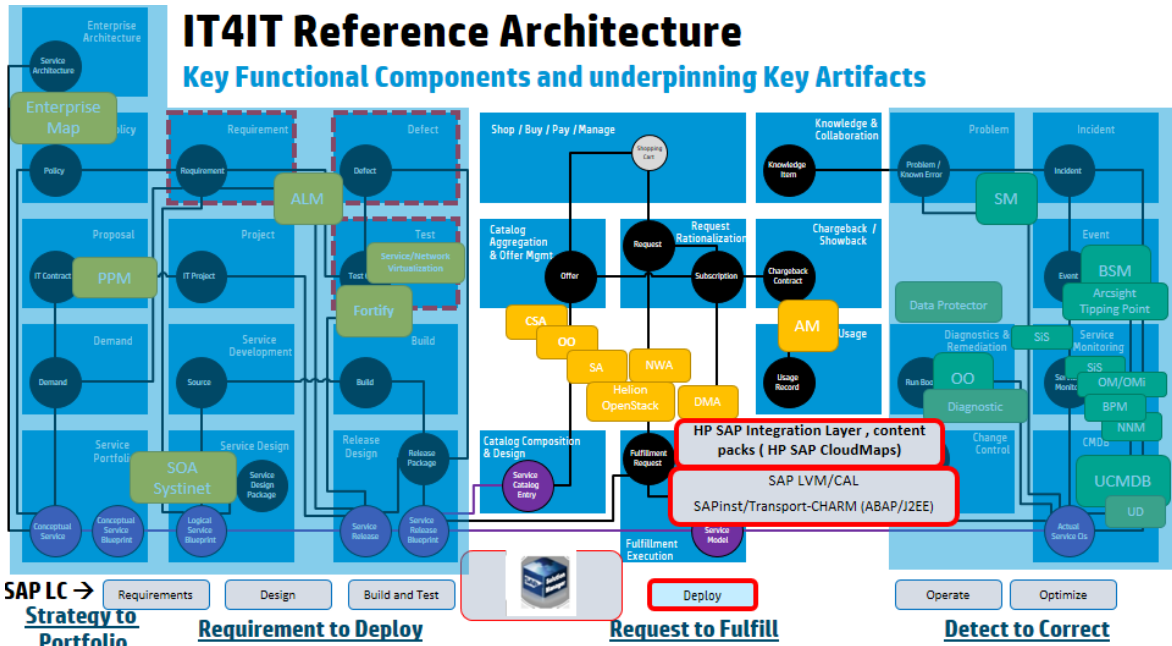 IT4IT Reference Architecture
Key Functional Components and underpinning Key Artifacts
Enterprise
Architecture
Service
Architecture
Enterprise
Map
Policy
Requirement
Requirement
Defect
Defect
ALM
Shop / Buy / Pay /Manage
Shopping
Cart
Knowledge &
Collaboration
Knowledge
Item
Problem
Problem /
Known Error
SM
Incident
Incident
Proposal
IT Contract
PPM
Project
IT Project
Test
Service/Network
Virtualization
Fortify
Catalog
Aggregation
& Offer Mgmt
Offer
Request
Rationalization
Request
Subscription
Chargeback /
Showback
Chargeback
Contract
Event
Event
BSM
Arcsight
Tipping Point
Data Protector
Demand
Demand
Service
Development
Source
Build
Build
CSA
OO
SA
NWA
Helion
OpenStack
DMA
AM
Usage
Usage
Record
Diagnostics &
Remediation
OO
Diagnostic
SiS
Service
Monitoring
SiS
OM/OMi
BPM
NNM
Service
SOA
Systinet
Service Design
Service
Design
Package
Release
Design
Release
Package
Catalog Composition
& Design
Service
Catalog
Entry
Fulfillment
Request
HP SAP Integration Layer , content
packs ( HP SAP CloudMaps)
SAP LVM/CAL
SAPinst/Transport-CHARM (ABAP/J2EE)
Change
Control
CMDB
UCMDB
UD
Conceptual
Service
Conceptual
Service
Blueprint
Logical
Service
Blueprint
Service
Release
Service
Release
Blueprint
Fulfillment
Execution
Service
Model
Actual
Service CIs
SAP LC →
Requirements
Design
Build and Test
Deploy
Operate
Optimize
Strategy to
Portfolio
Requirement to Deploy
Request to Fulfill
Detect to Correct